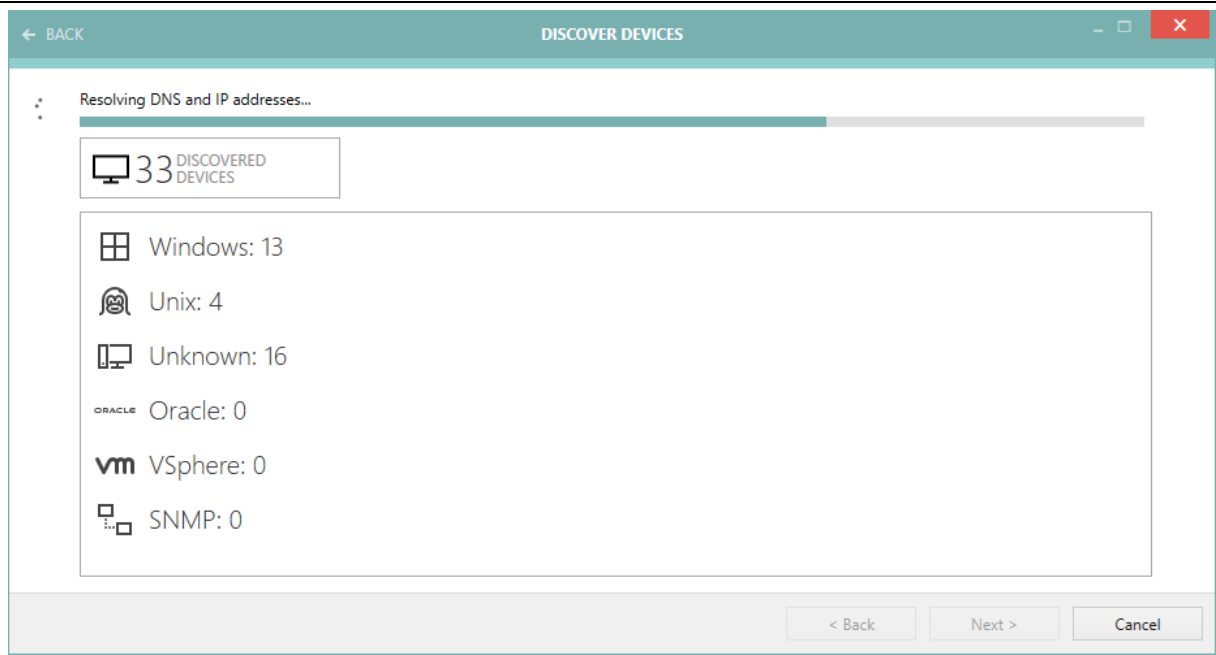 ← BACK
DISCOVER DEVICES
Resolving DNS and IP addresses...
33 DISCOVERED
DEVICES
Windows: 13
Unix: 4
Unknown: 16
ORACLE Oracle: 0
vm VSphere: 0
SNMP: 0
< Back
Next >
Cancel